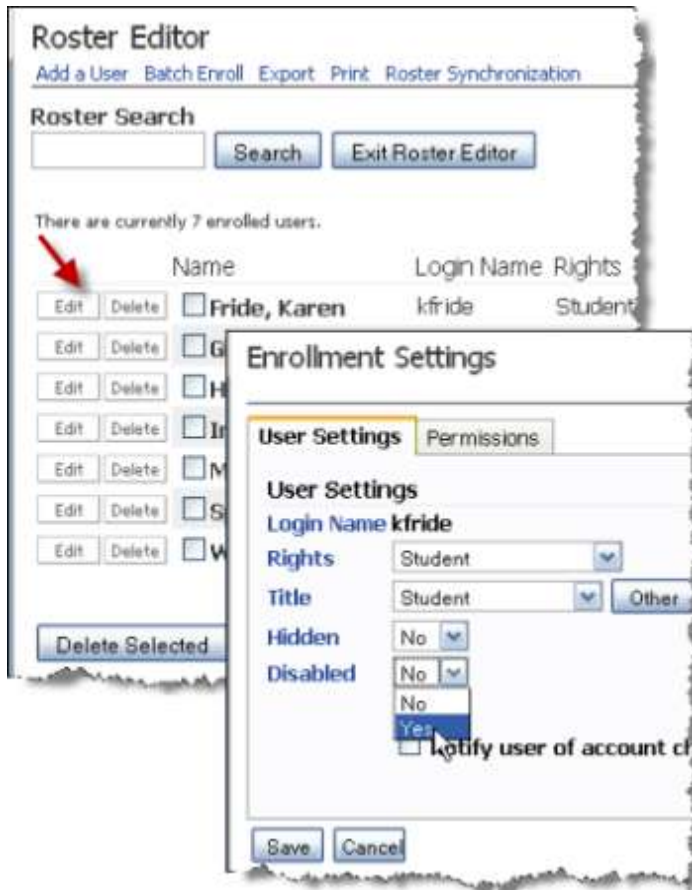 Roster Editor
Add a User Batch Enroll Export Print Roster Synchronization
Roster Search
Search Exit Roster Editor
There are currently 7 enrolled users.
Name Login Name Rights
Edit Delete Fride, Karen kfride Student
Edit Delete G
Edit Delete H
Edit Delete In
Edit Delete M
Edit Delete S
Edit Delete W
Delete Selected
Enrollment Settings
User Settings Permissions
User Settings
Login Name kfride
Rights Student
Title Student Other
Hidden No
Disabled No
No
Yes
Notify user of account ch
Save Cancel